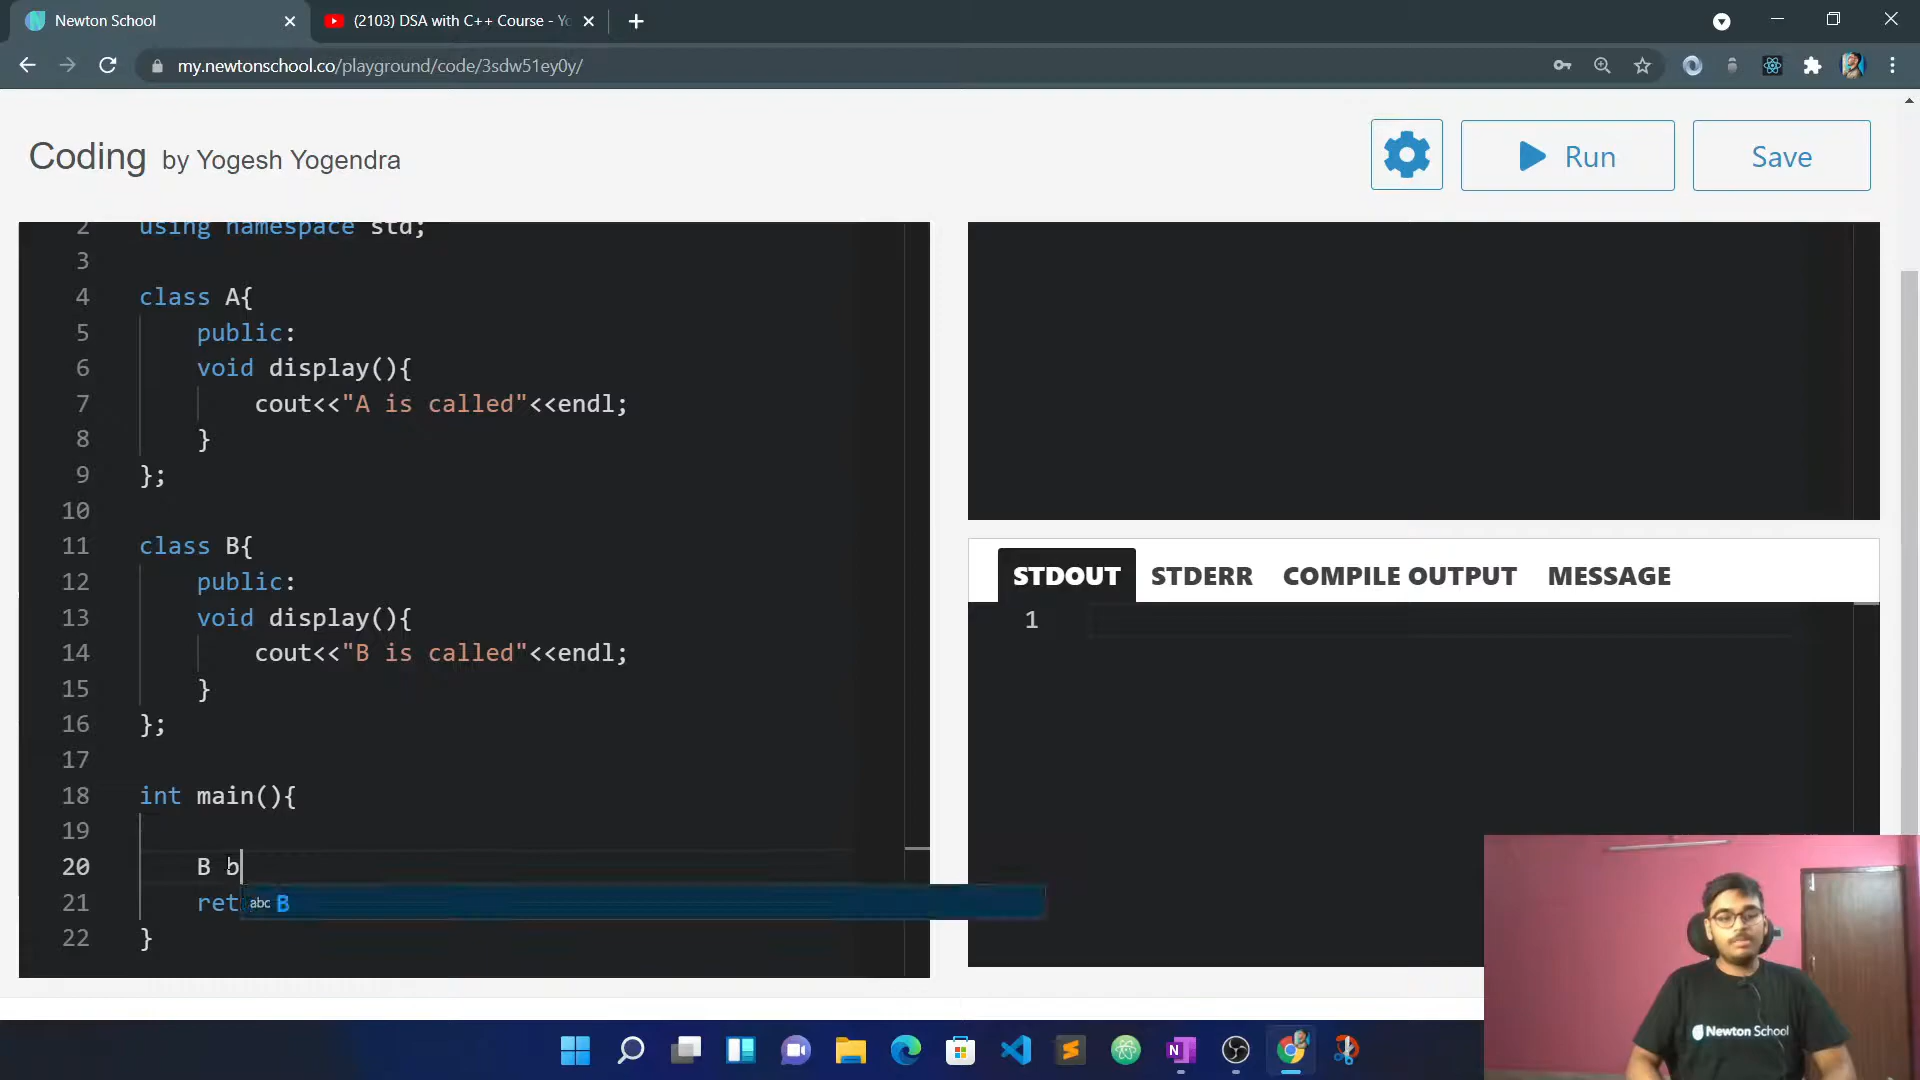 Newton School
(2103) DSA with C++ Course - Yo
my.newtonschool.co/playground/code/3sdw51ey0y/
Coding by Yogesh Yogendra
Run
Save
2 using namespace std;
3
4 class A{
5 public:
6 void display(){
7 cout<<"A is called"<<endl;
8 }
9 };
10
11 class B{
12 public:
13 void display(){
14 cout<<"B is called"<<endl;
15 }
16 };
17
18 int main(){
19
20 B b
21 ret
abc B
22 }
STDOUT STDERR COMPILE OUTPUT MESSAGE
1
Newton School